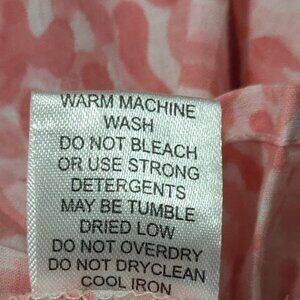 WARM MACHINE
WASH
DO NOT BLEACH
OR USE STRONG
DETERGENTS
MAY BE TUMBLE
DRIED LOW
DO NOT OVERDRY
DO NOT DRYCLEAN
COOL IRON